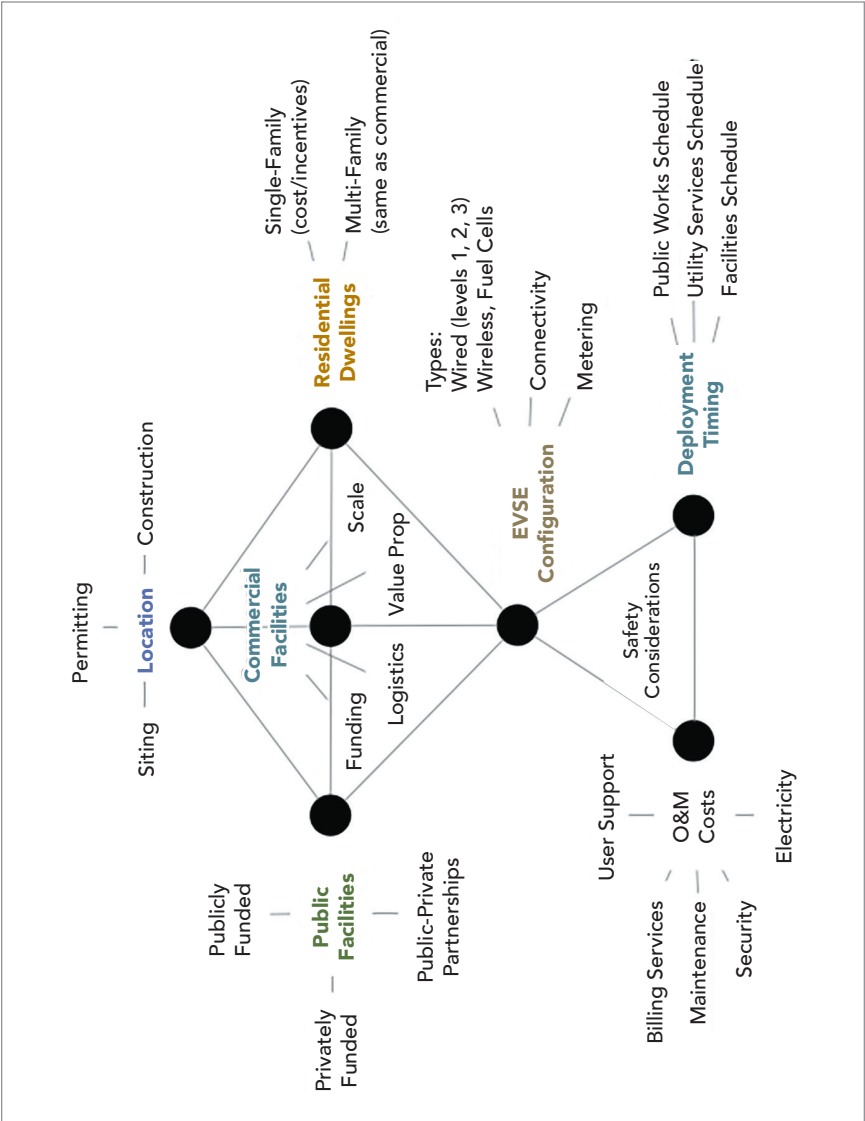 Permitting
Siting
Location
Construction
Publicly
Funded
Privately
Funded
Public
Facilities
Public-Private
Partnerships
Commercial
Facilities
Funding
Logistics
Value Prop
Scale
Residential
Dwellings
Single-Family
(cost/incentives)
Multi-Family
(same as commercial)
EVSE
Configuration
Types:
Wired (levels 1, 2, 3)
Wireless, Fuel Cells
Connectivity
Metering
Safety
Considerations
User Support
O&M
Costs
Billing Services
Maintenance
Security
Electricity
Deployment
Timing
Public Works Schedule
Utility Services Schedule
Facilities Schedule